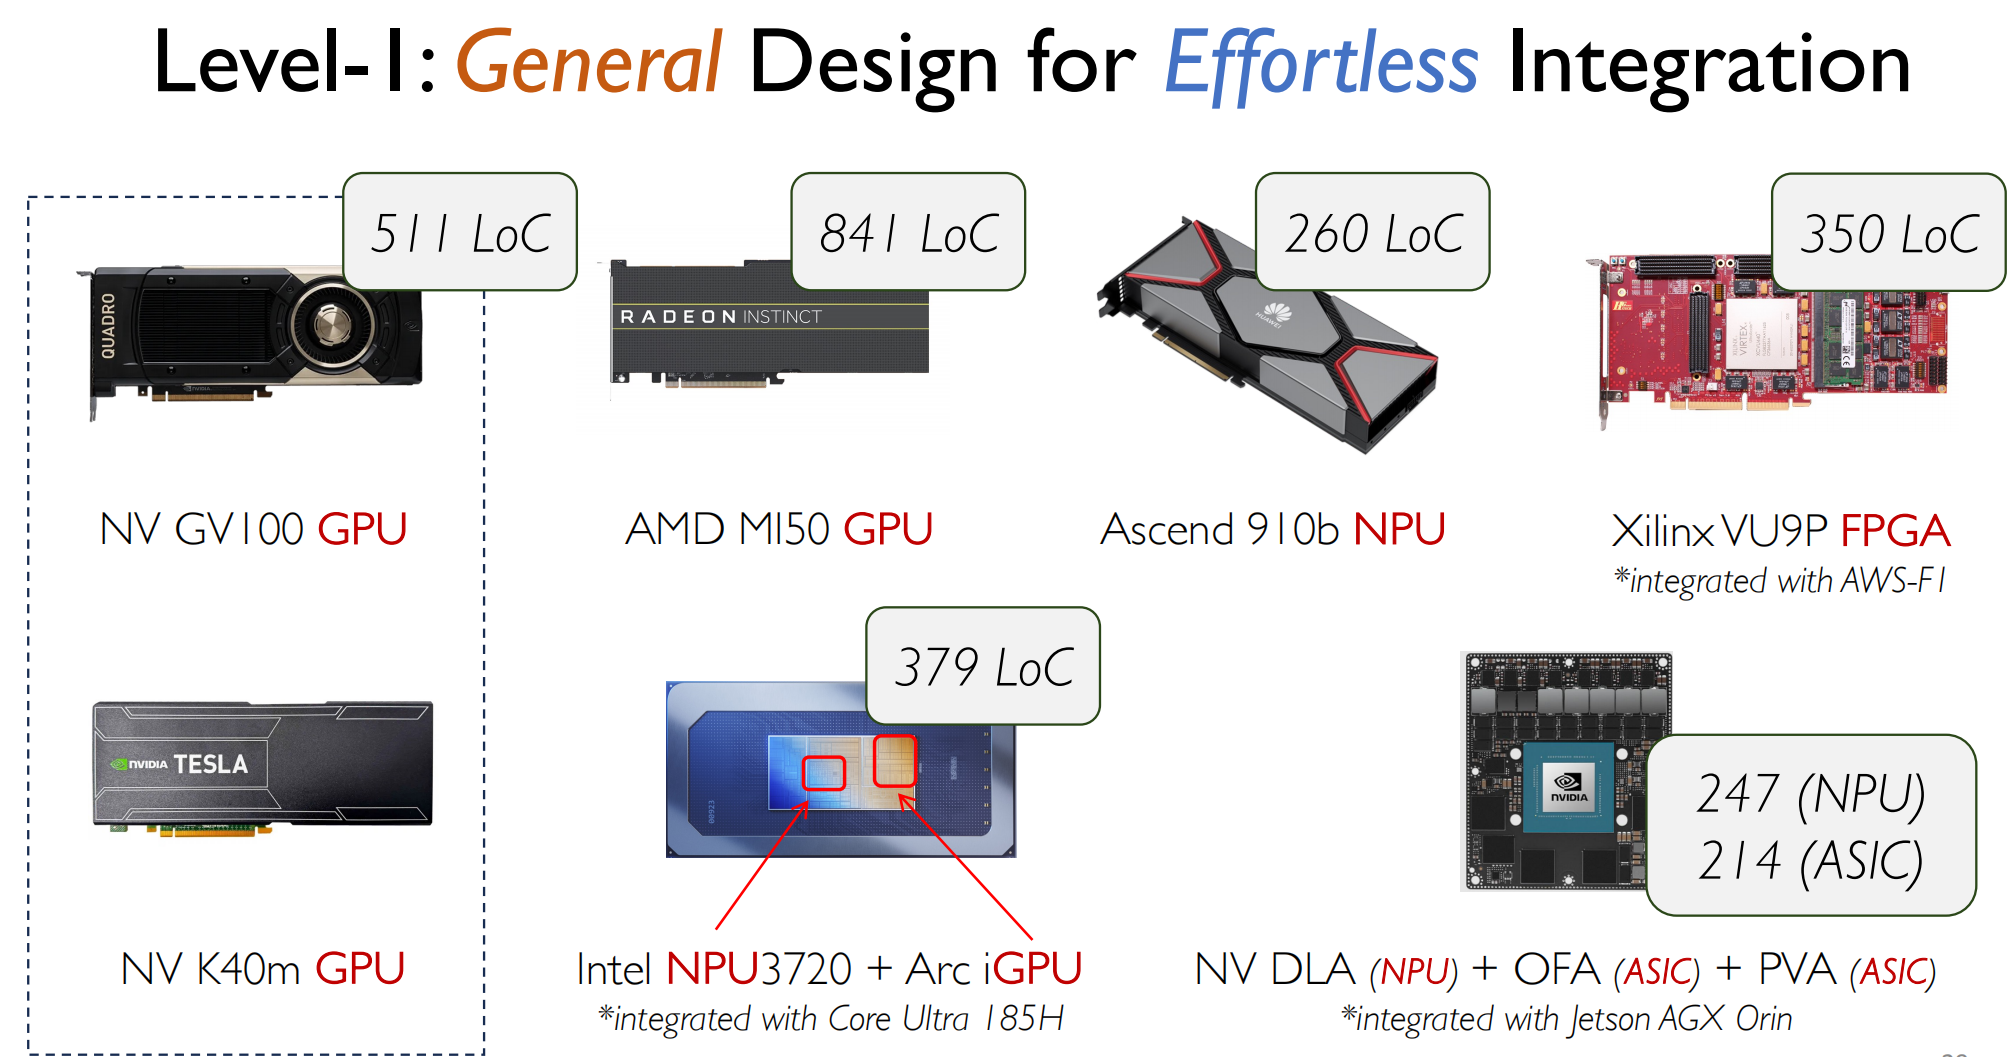 Level-1: General Design for Effortless Integration
511 LoC
841 LoC
260 LoC
350 LoC
QUADRO
NVIDIA
RADEON INSTINCT
HUAWEI
XILINX
VIRTEX
NV GV100 GPU
AMD MI50 GPU
Ascend 910b NPU
Xilinx VU9P FPGA
*integrated with AWS-F1
379 LoC
NVIDIA TESLA
00923
NVIDIA
247 (NPU)
214 (ASIC)
NV K40m GPU
Intel NPU3720 + Arc iGPU
*integrated with Core Ultra 185H
NV DLA (NPU) + OFA (ASIC) + PVA (ASIC)
*integrated with Jetson AGX Orin